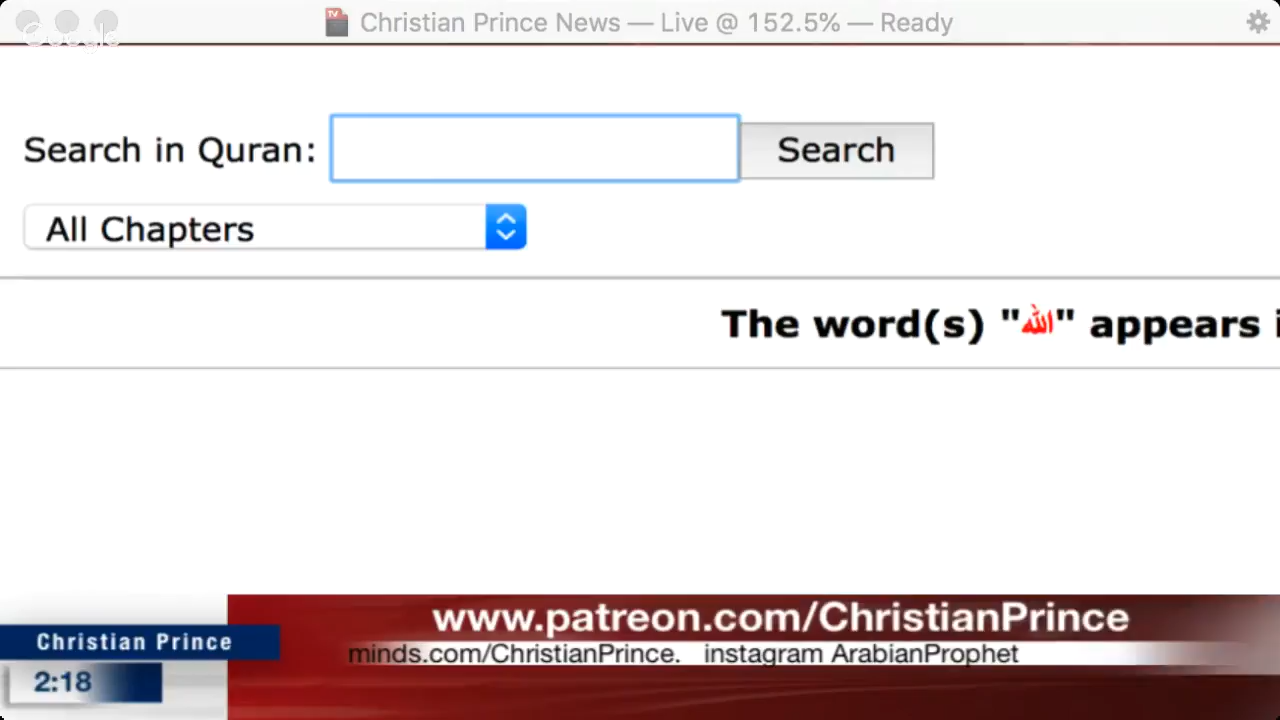 Christian Prince News — Live @ 152.5% — Ready
Google
Search in Quran:
Search
All Chapters
The word(s) "الله" appears i
www.patreon.com/ChristianPrince
Christian Prince
minds.com/ChristianPrince. instagram ArabianProphet
2:18